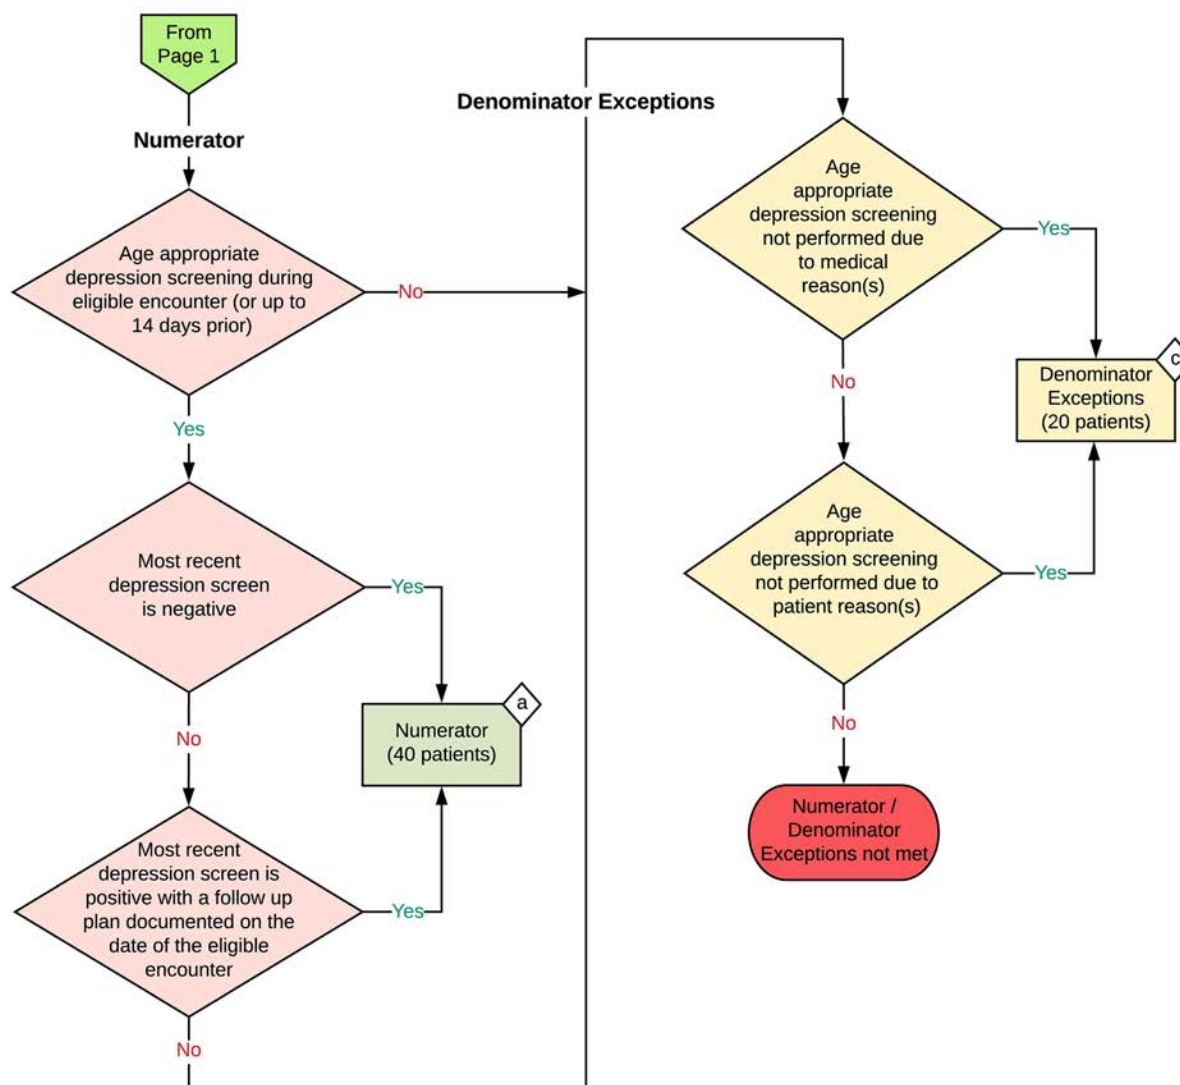 From
Page 1
Numerator
Age appropriate
depression screening during
eligible encounter (or up to
14 days prior)
No
Yes
Most recent
depression screen
is negative
Yes
No
Numerator
(40 patients)
a
Most recent
depression screen is
positive with a follow up
plan documented on the
date of the eligible
encounter
Yes
No
Denominator Exceptions
Age
appropriate
depression screening
not performed due
to medical
reason(s)
Yes
No
Denominator
Exceptions
(20 patients)
c
Age
appropriate
depression screening
not performed due to
patient reason(s)
Yes
No
Numerator /
Denominator
Exceptions not met